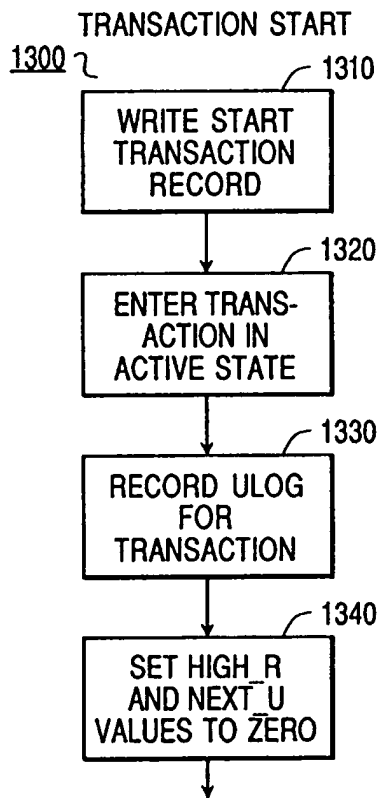 TRANSACTION START
1300
1310
WRITE START
TRANSACTION
RECORD
1320
ENTER TRANS-
ACTION IN
ACTIVE STATE
1330
RECORD ULOG
FOR
TRANSACTION
1340
SET HIGH_R
AND NEXT_U
VALUES TO ZERO